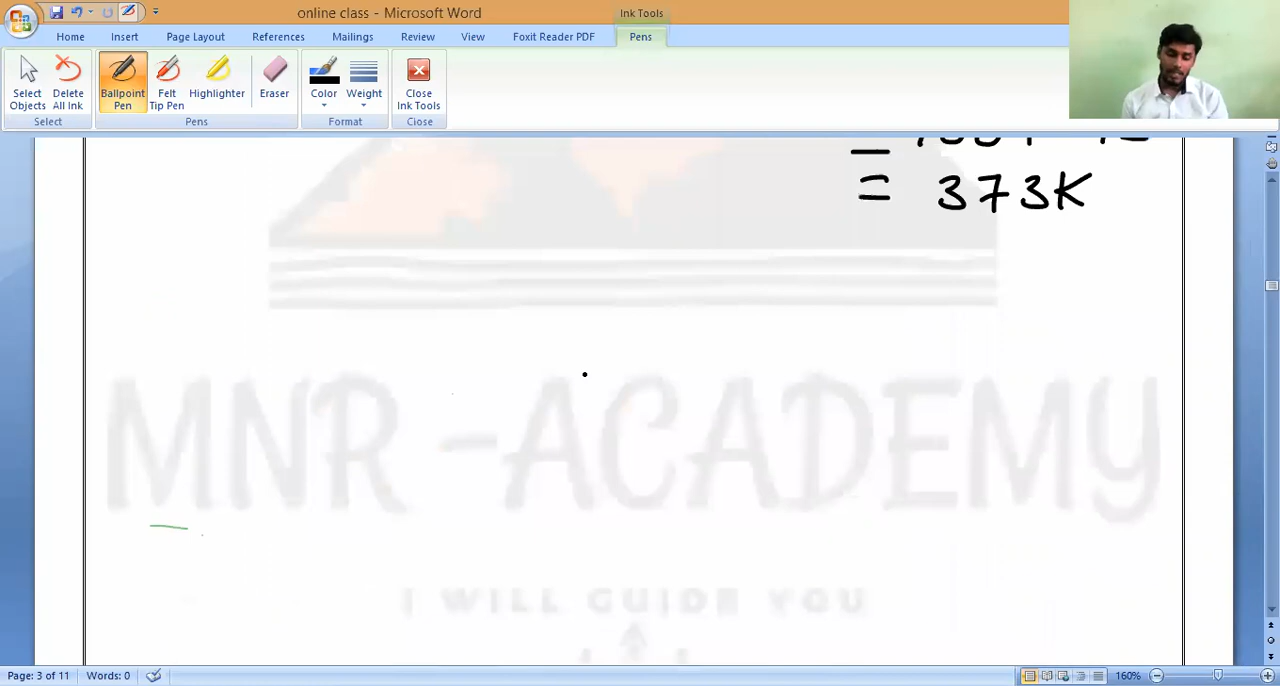 online class - Microsoft Word
Ink Tools
Home Insert Page Layout References Mailings Review View Foxit Reader PDF Pens
Select Objects
Delete All Ink
Ballpoint Pen
Felt Tip Pen
Highlighter
Eraser
Color
Weight
Close Ink Tools
Select
Pens
Format
Close
= 373K
MNR - ACADEMY
I WILL GUIDE YOU
Page: 3 of 11
Words: 0
160%